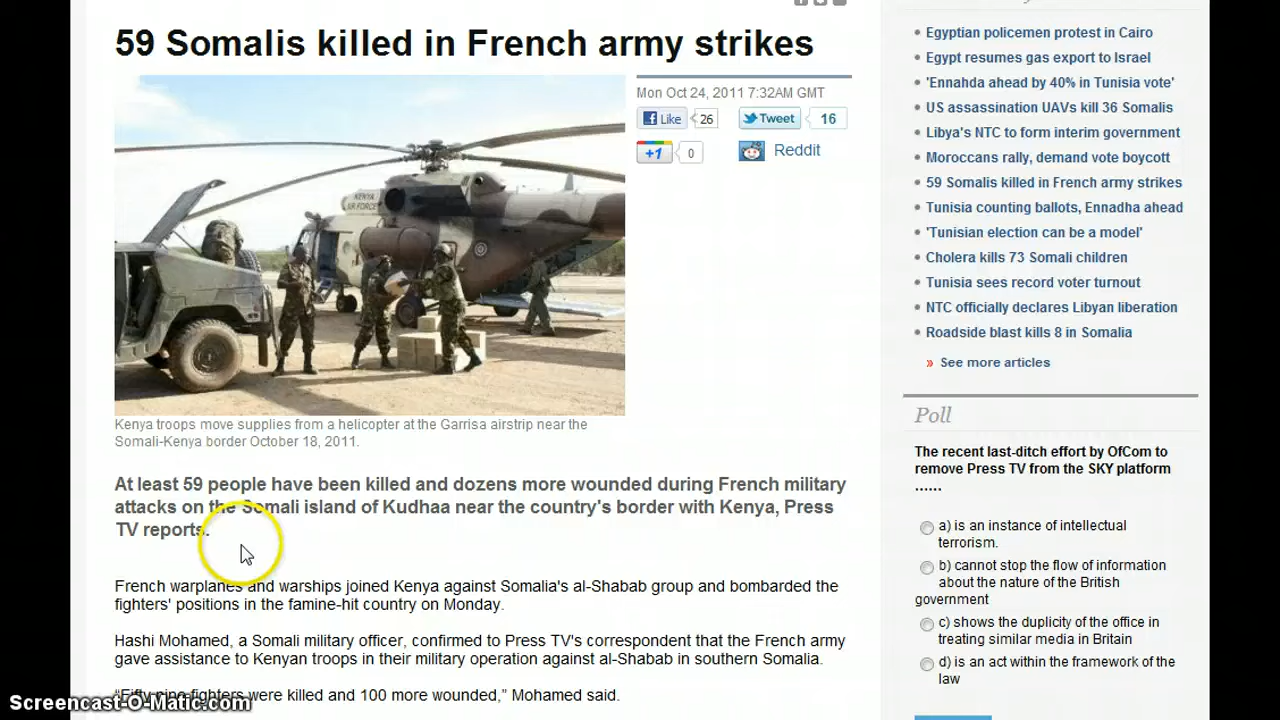 59 Somalis killed in French army strikes
KENYA
AIR FORCE
Mon Oct 24, 2011 7:32AM GMT
Like 26 Tweet 16
+1 0 Reddit
Kenya troops move supplies from a helicopter at the Garrisa airstrip near the
Somali-Kenya border October 18, 2011.
At least 59 people have been killed and dozens more wounded during French military
attacks on the Somali island of Kudhaa near the country's border with Kenya, Press
TV reports.
French warplanes and warships joined Kenya against Somalia's al-Shabab group and bombarded the
fighters' positions in the famine-hit country on Monday.
Hashi Mohamed, a Somali military officer, confirmed to Press TV's correspondent that the French army
gave assistance to Kenyan troops in their military operation against al-Shabab in southern Somalia.
“Fifty nine fighters were killed and 100 more wounded,” Mohamed said.
Egyptian policemen protest in Cairo
Egypt resumes gas export to Israel
'Ennahda ahead by 40% in Tunisia vote'
US assassination UAVs kill 36 Somalis
Libya's NTC to form interim government
Moroccans rally, demand vote boycott
59 Somalis killed in French army strikes
Tunisia counting ballots, Ennadha ahead
'Tunisian election can be a model'
Cholera kills 73 Somali children
Tunisia sees record voter turnout
NTC officially declares Libyan liberation
Roadside blast kills 8 in Somalia
» See more articles
Poll
The recent last-ditch effort by OfCom to
remove Press TV from the SKY platform
......
a) is an instance of intellectual
terrorism.
b) cannot stop the flow of information
about the nature of the British
government
c) shows the duplicity of the office in
treating similar media in Britain
d) is an act within the framework of the
law
Screencast-O-Matic.com